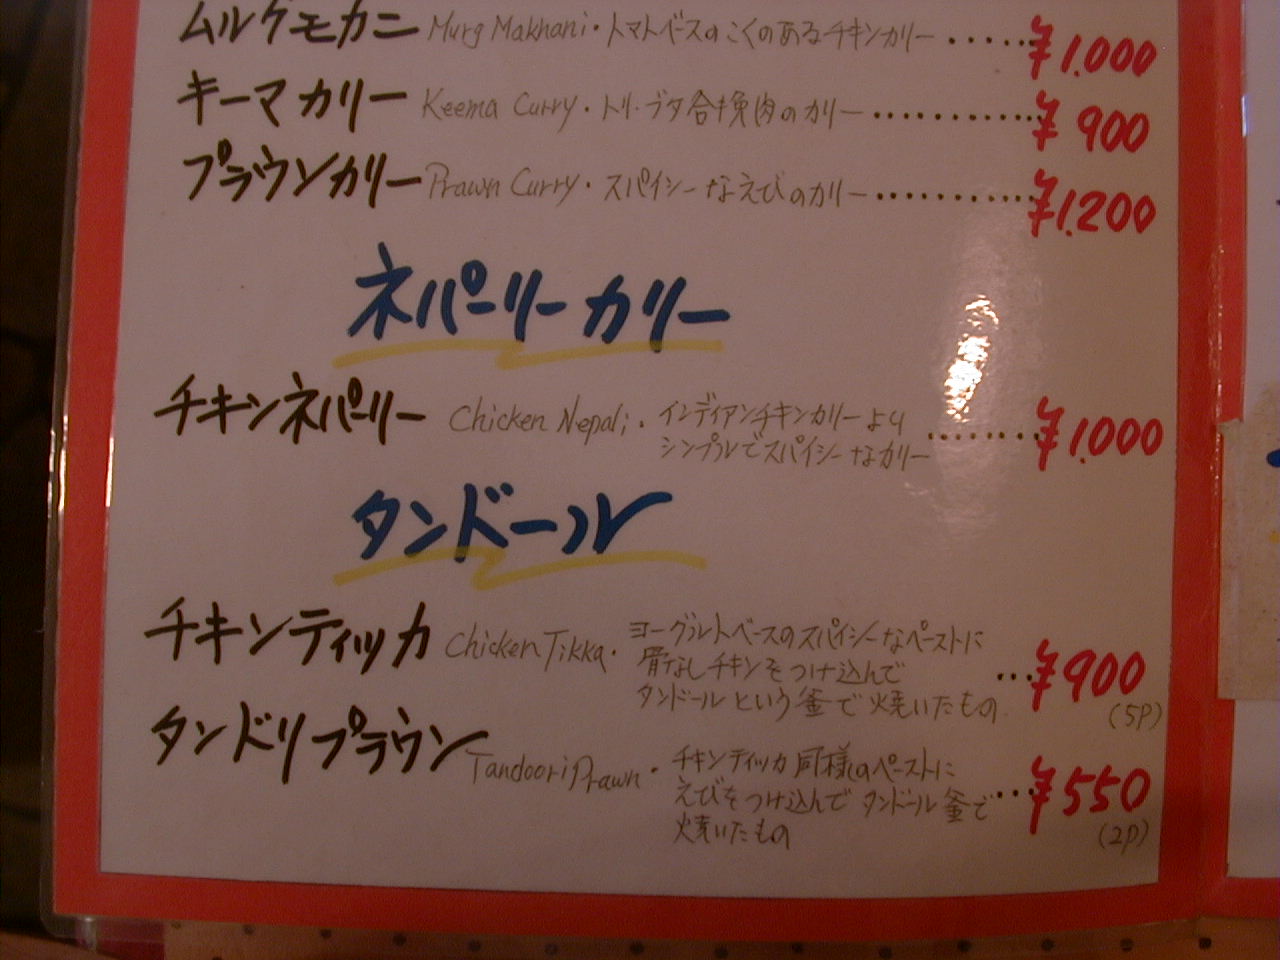 ムルグモカニ Murg Makhani・トマトベースのこくのあるチキンカリー ・・・・・ ¥1.000
キーマカリー Keema Curry・トリ・ブタ合挽肉のカリー ・・・・・・・・・・・・ ¥900
プラウンカリー Prawn Curry・スパイシーなえびのカリー ・・・・・・・・・・・・ ¥1.200
ネパーリーカリー
チキンネパーリー Chicken Nepali・インディアンチキンカリーより
シンプルでスパイシーなカリー ・・・・・・・・ ¥1.000
タンドール
チキンティッカ Chicken Tikka・ヨーグルトベースのスパイシーなペーストに
骨なしチキンをつけ込んで
タンドールという釜で焼いたもの ・・・ ¥900
(5P)
タンドリプラウン Tandoori Prawn・チキンティッカ同様のペーストに
えびをつけ込んでタンドール釜で ・・・ ¥550
焼いたもの (2P)